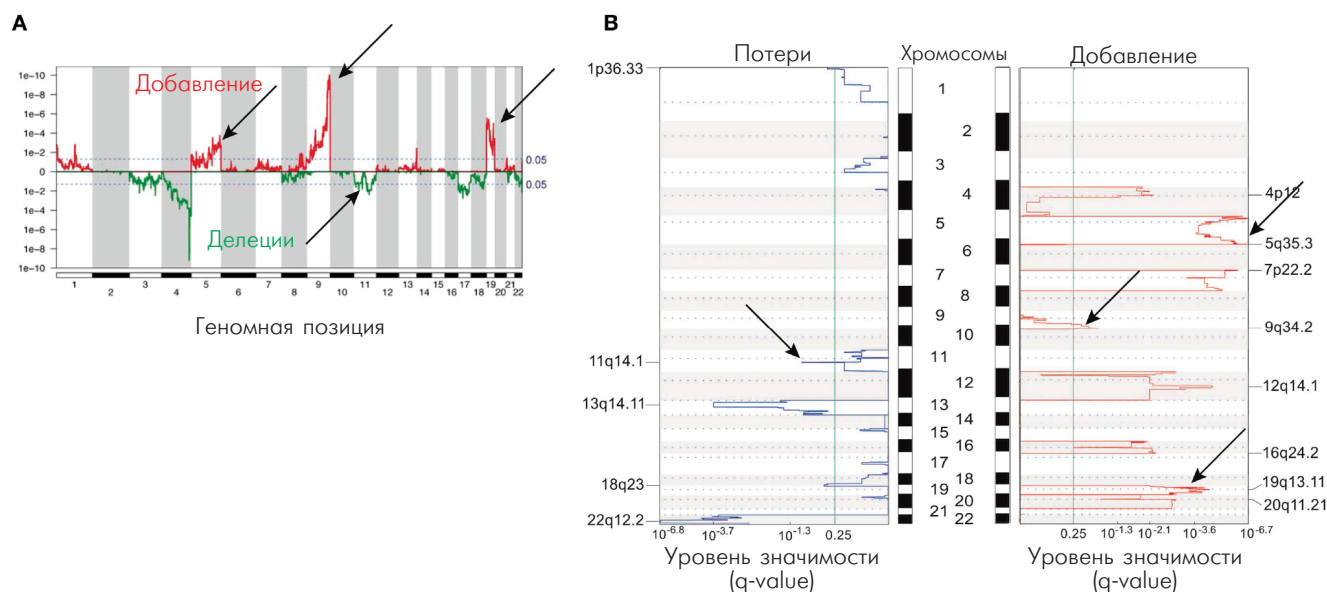 A
1e-10
1e-8
1e-6
1e-4
1e-2
0
1e-2
1e-4
1e-6
1e-8
1e-10
Добавление
Делеции
0.05
0.05
1 2 3 4 5 6 7 8 9 10 11 12 13 14 15 16 17 18 19 20 21 22
Геномная позиция
B
Потери Хромосомы Добавление
1p36.33
11q14.1
13q14.11
18q23
22q12.2
1
2
3
4
5
6
7
8
9
10
11
12
13
14
15
16
17
18
19
20
21
22
4p12
5q35.3
7p22.2
9q34.2
12q14.1
16q24.2
19q13.11
20q11.21
10-6.8 10-3.7 10-1.3 0.25
0.25 10-1.3 10-2.1 10-3.6 10-6.7
Уровень значимости
(q-value)
Уровень значимости
(q-value)